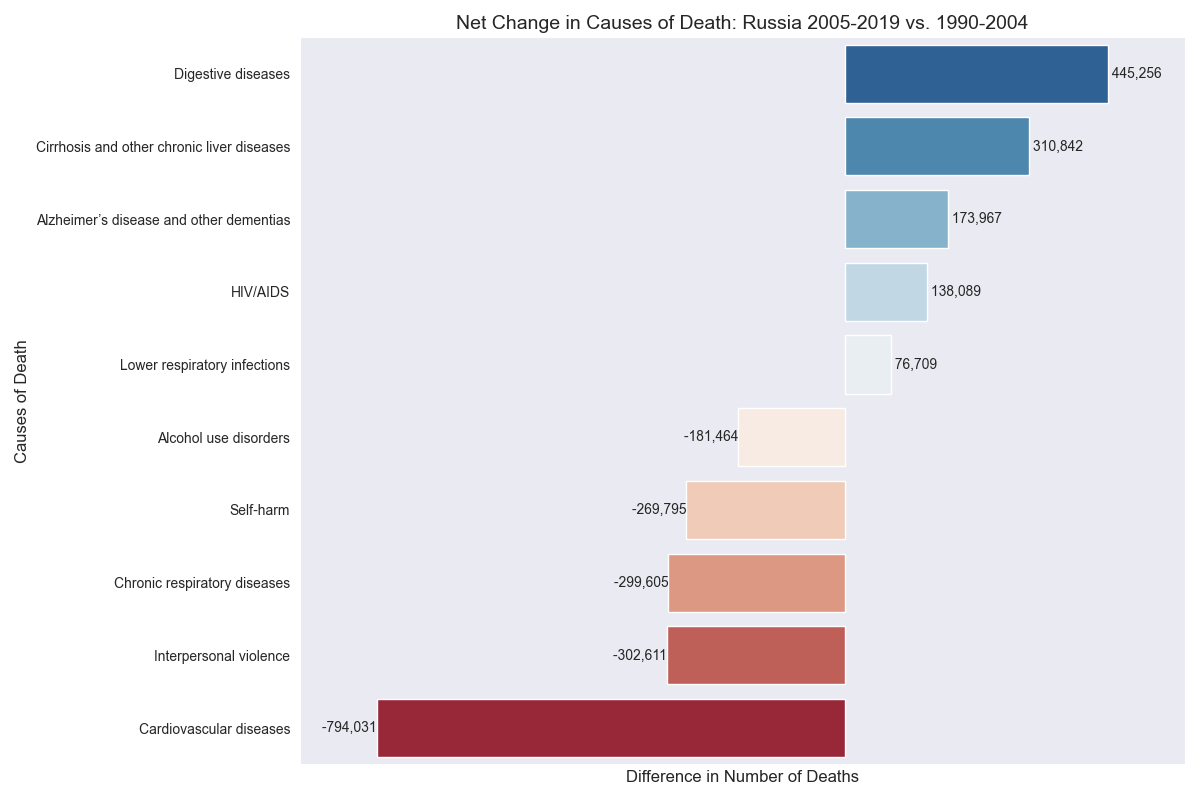 Net Change in Causes of Death: Russia 2005-2019 vs. 1990-2004
Causes of Death
Digestive diseases 445,256
Cirrhosis and other chronic liver diseases 310,842
Alzheimer’s disease and other dementias 173,967
HIV/AIDS 138,089
Lower respiratory infections 76,709
Alcohol use disorders -181,464
Self-harm -269,795
Chronic respiratory diseases -299,605
Interpersonal violence -302,611
Cardiovascular diseases -794,031
Difference in Number of Deaths